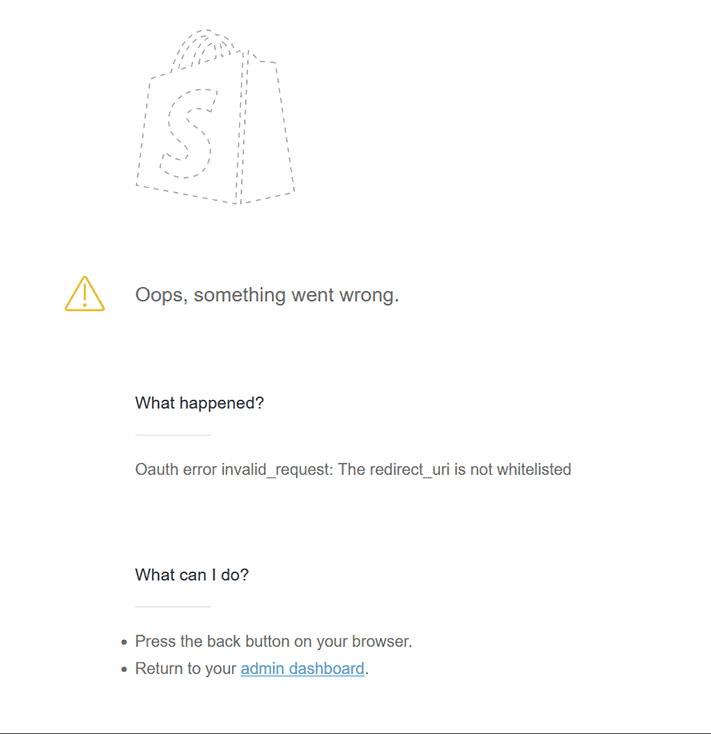 S
Oops, something went wrong.
What happened?
Oauth error invalid_request: The redirect_uri is not whitelisted
What can I do?
Press the back button on your browser.
Return to your admin dashboard.